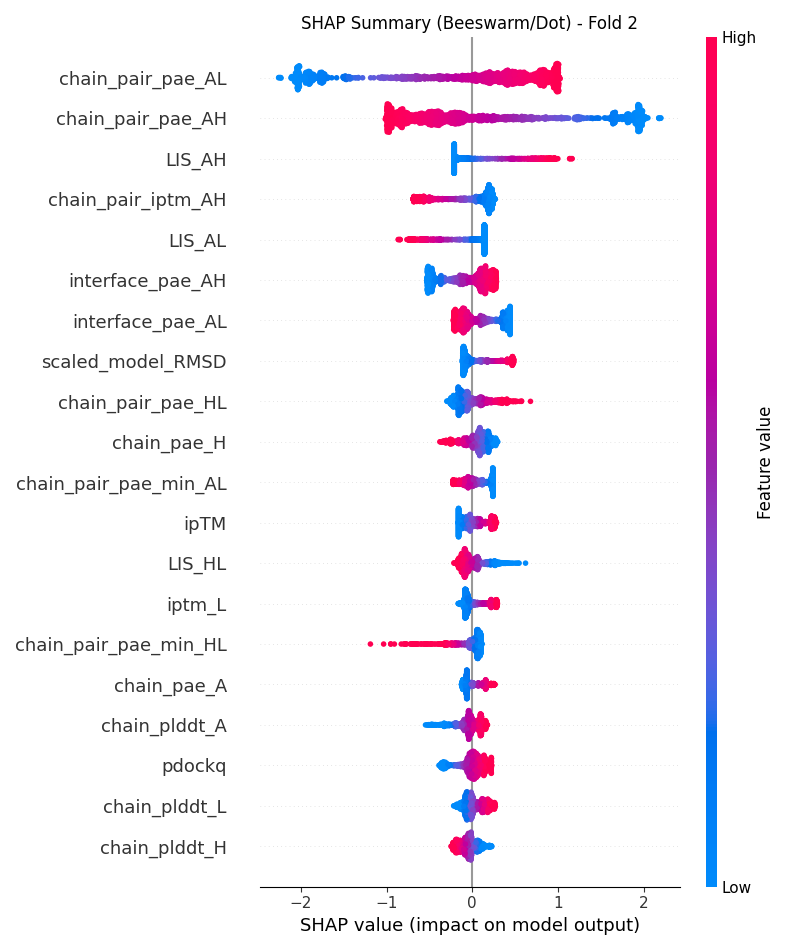 SHAP Summary (Beeswarm/Dot) - Fold 2
High
chain_pair_pae_AL
chain_pair_pae_AH
LIS_AH
chain_pair_iptm_AH
LIS_AL
interface_pae_AH
interface_pae_AL
scaled_model_RMSD
chain_pair_pae_HL
chain_pae_H
chain_pair_pae_min_AL
ipTM
LIS_HL
iptm_L
chain_pair_pae_min_HL
chain_pae_A
chain_plddt_A
pdockq
chain_plddt_L
chain_plddt_H
Feature value
Low
−2 −1 0 1 2
SHAP value (impact on model output)